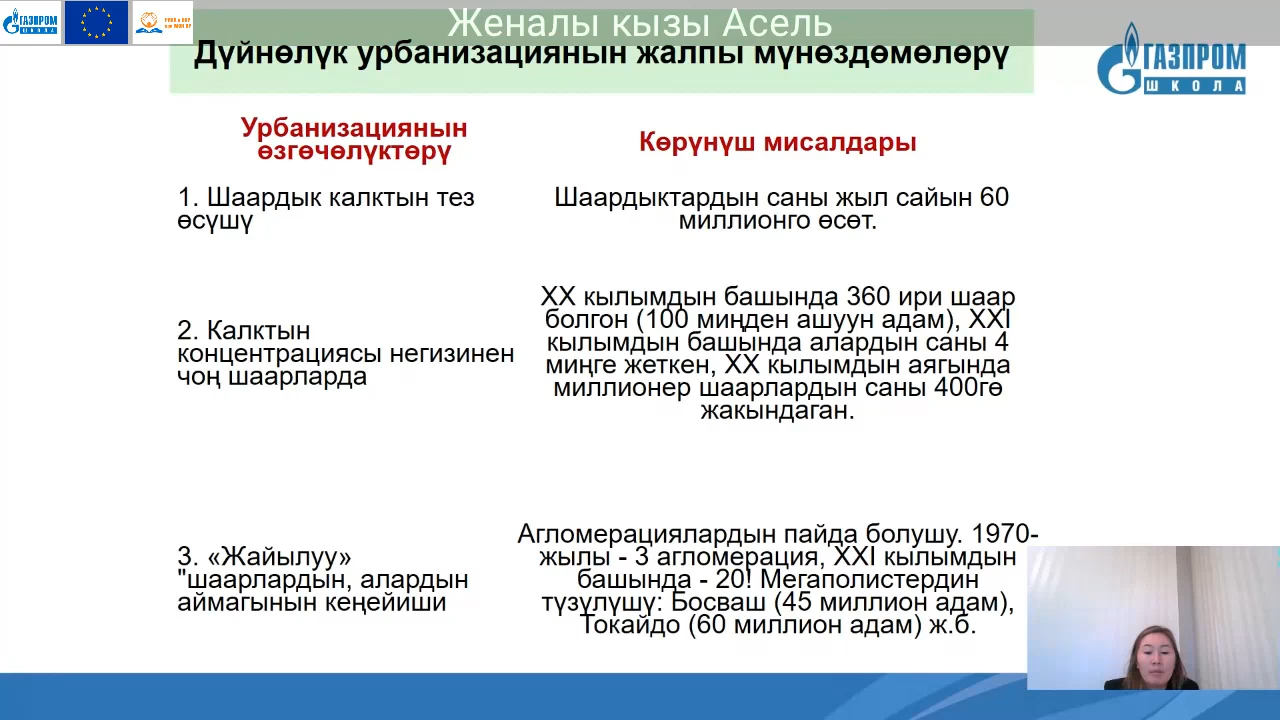 ГАЗПРОМ
ШКОЛА
Женалы кызы Асель
Дүйнөлүк урбанизациянын жалпы мүнөздөмөлөрү
ГАЗПРОМ
ШКОЛА
Урбанизациянын
өзгөчөлүктөрү
Көрүнүш мисалдары
1. Шаардык калктын тез
өсүшү
Шаардыктардын саны жыл сайын 60
миллионго өсөт.
2. Калктын
концентрациясы негизинен
чоң шаарларда
XX кылымдын башында 360 ири шаар
болгон (100 миңден ашуун адам), XXI
кылымдын башында алардын саны 4
миңге жеткен, XX кылымдын аягында
миллионер шаарлардын саны 400гө
жакындаган.
3. «Жайылуу»
"шаарлардын, алардын
аймагынын кеңейиши
Агломерациялардын пайда болушу. 1970-
жылы - 3 агломерация, XXI кылымдын
башында - 20! Мегаполистердин
түзүлүшү: Босваш (45 миллион адам),
Токайдо (60 миллион адам) ж.б.